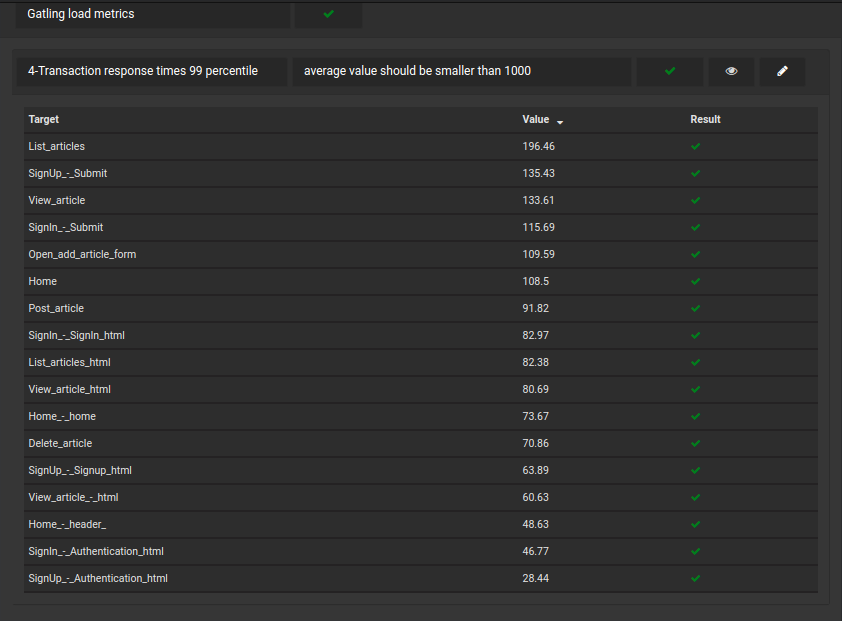 Gatling load metrics
4-Transaction response times 99 percentile average value should be smaller than 1000
Target Value Result
List_articles 196.46
SignUp_-_Submit 135.43
View_article 133.61
SignIn_-_Submit 115.69
Open_add_article_form 109.59
Home 108.5
Post_article 91.82
SignIn_-_SignIn_html 82.97
List_articles_html 82.38
View_article_html 80.69
Home_-_home 73.67
Delete_article 70.86
SignUp_-_Signup_html 63.89
View_article_-_html 60.63
Home_-_header_ 48.63
SignIn_-_Authentication_html 46.77
SignUp_-_Authentication_html 28.44